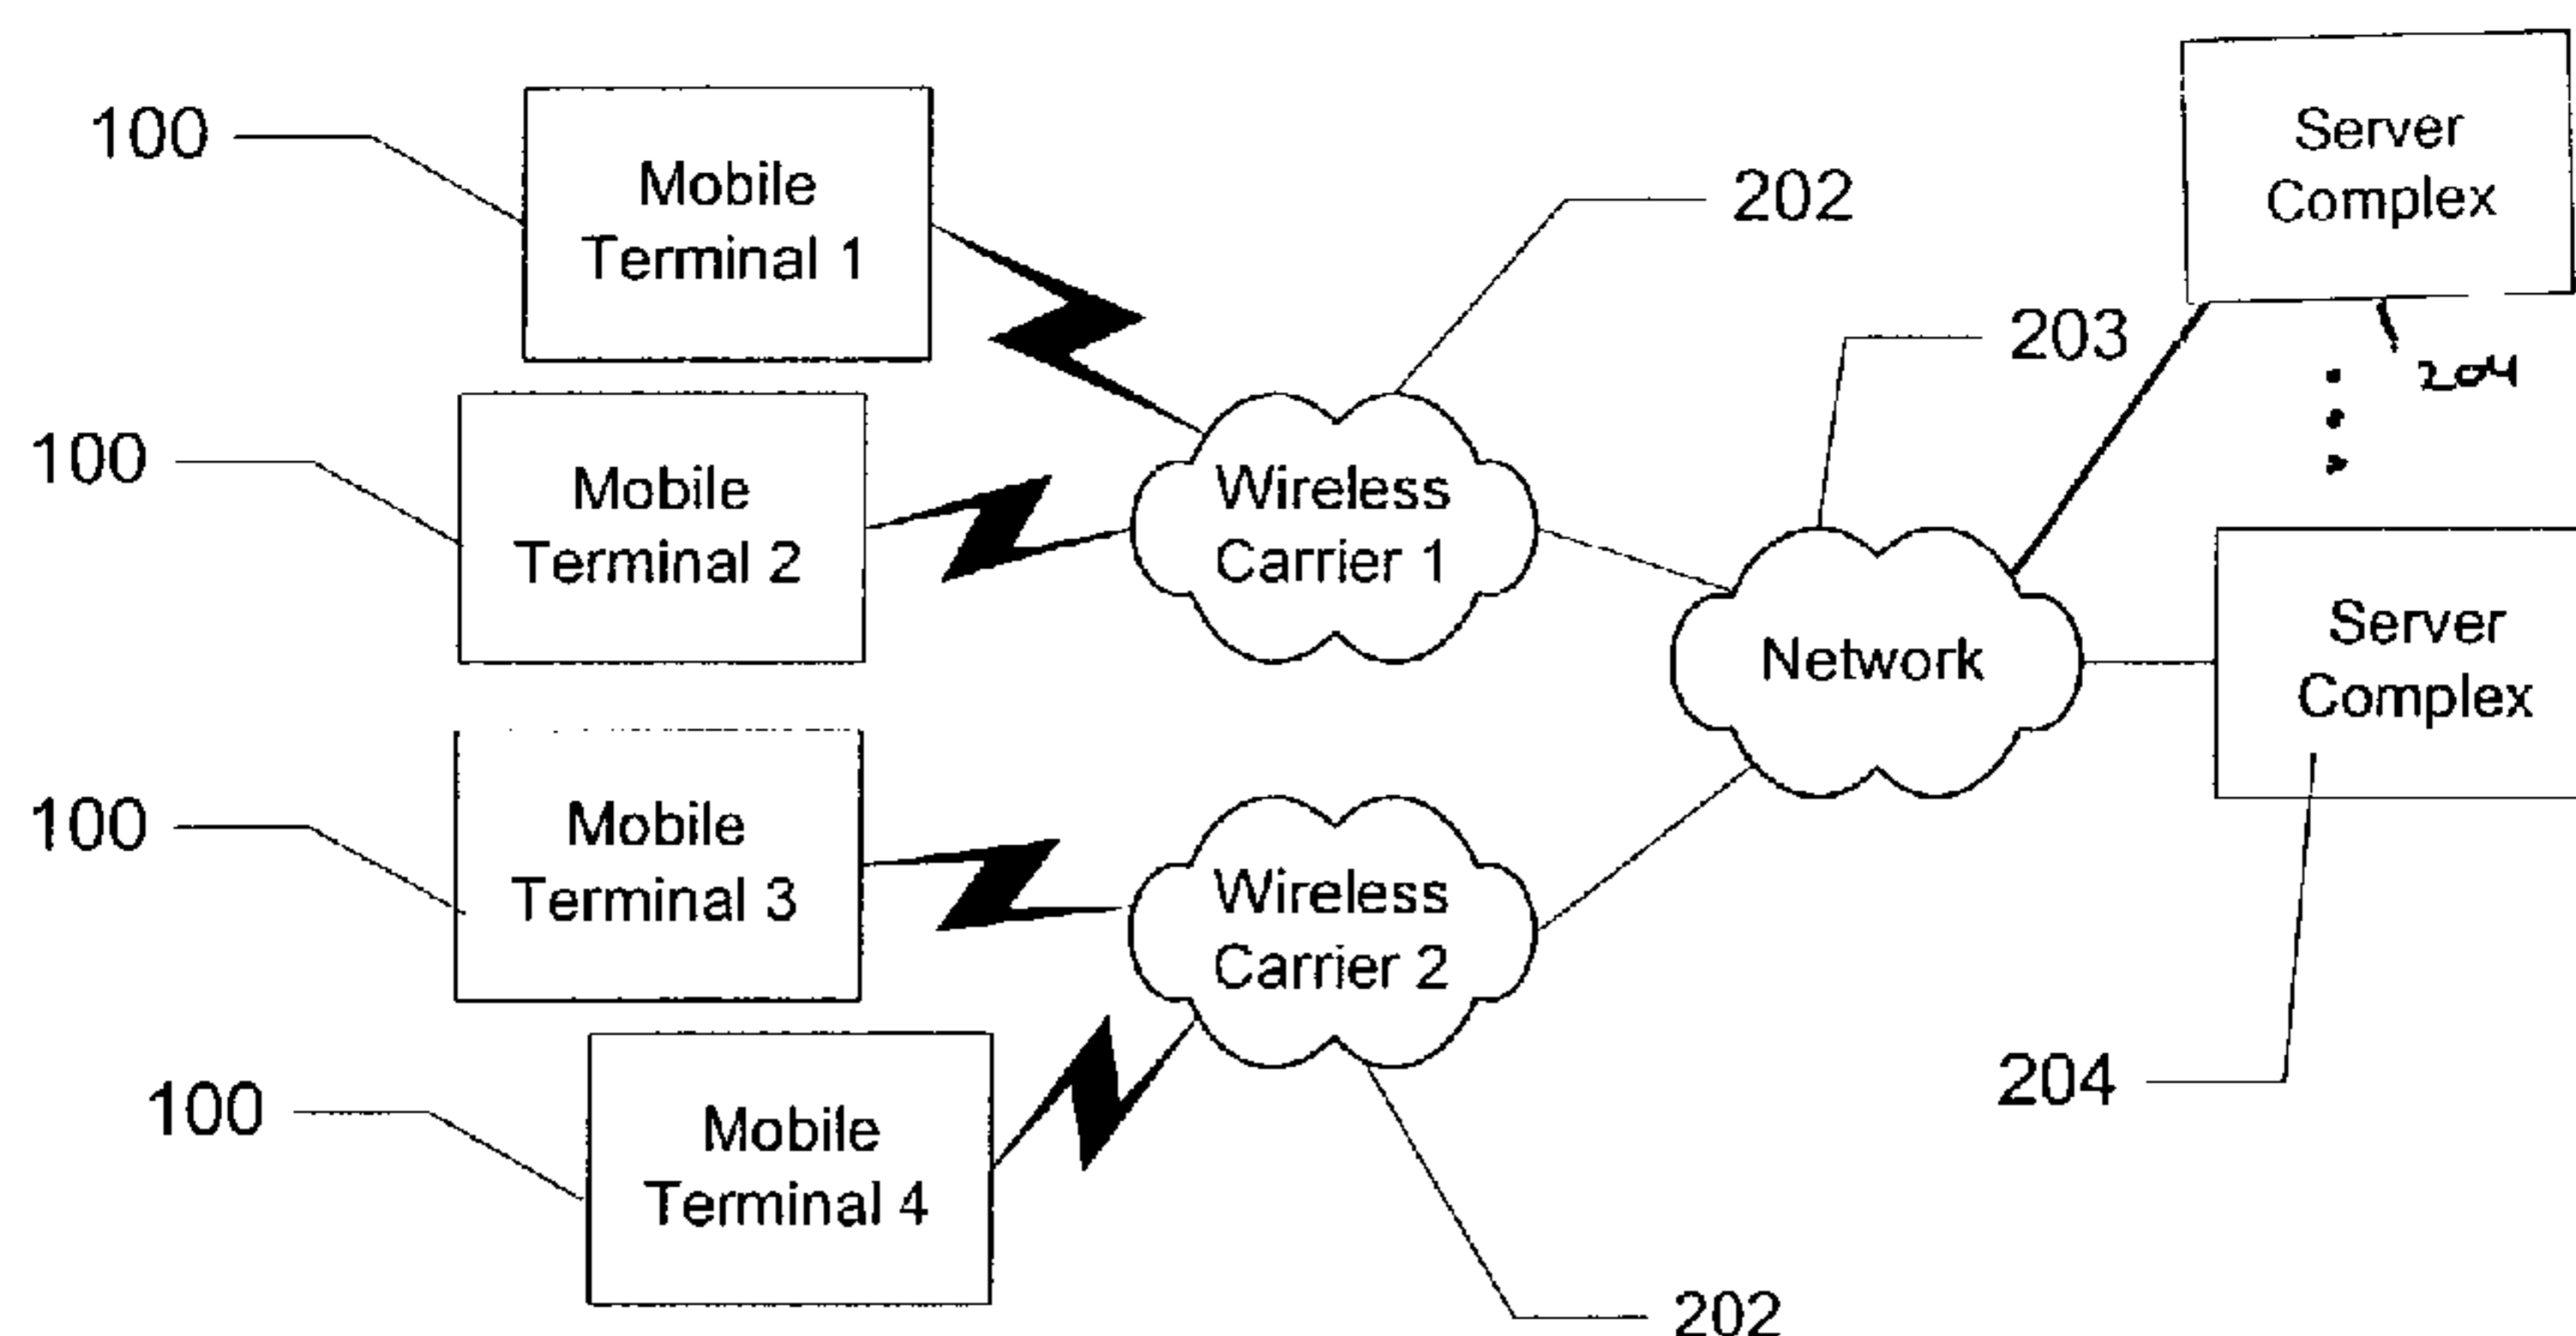 Server
Complex
100
Mobile
Terminal 1
202
203
204
100
Mobile
Terminal 2
Wireless
Carrier 1
Network
Server
Complex
100
Mobile
Terminal 3
Wireless
Carrier 2
204
100
Mobile
Terminal 4
202